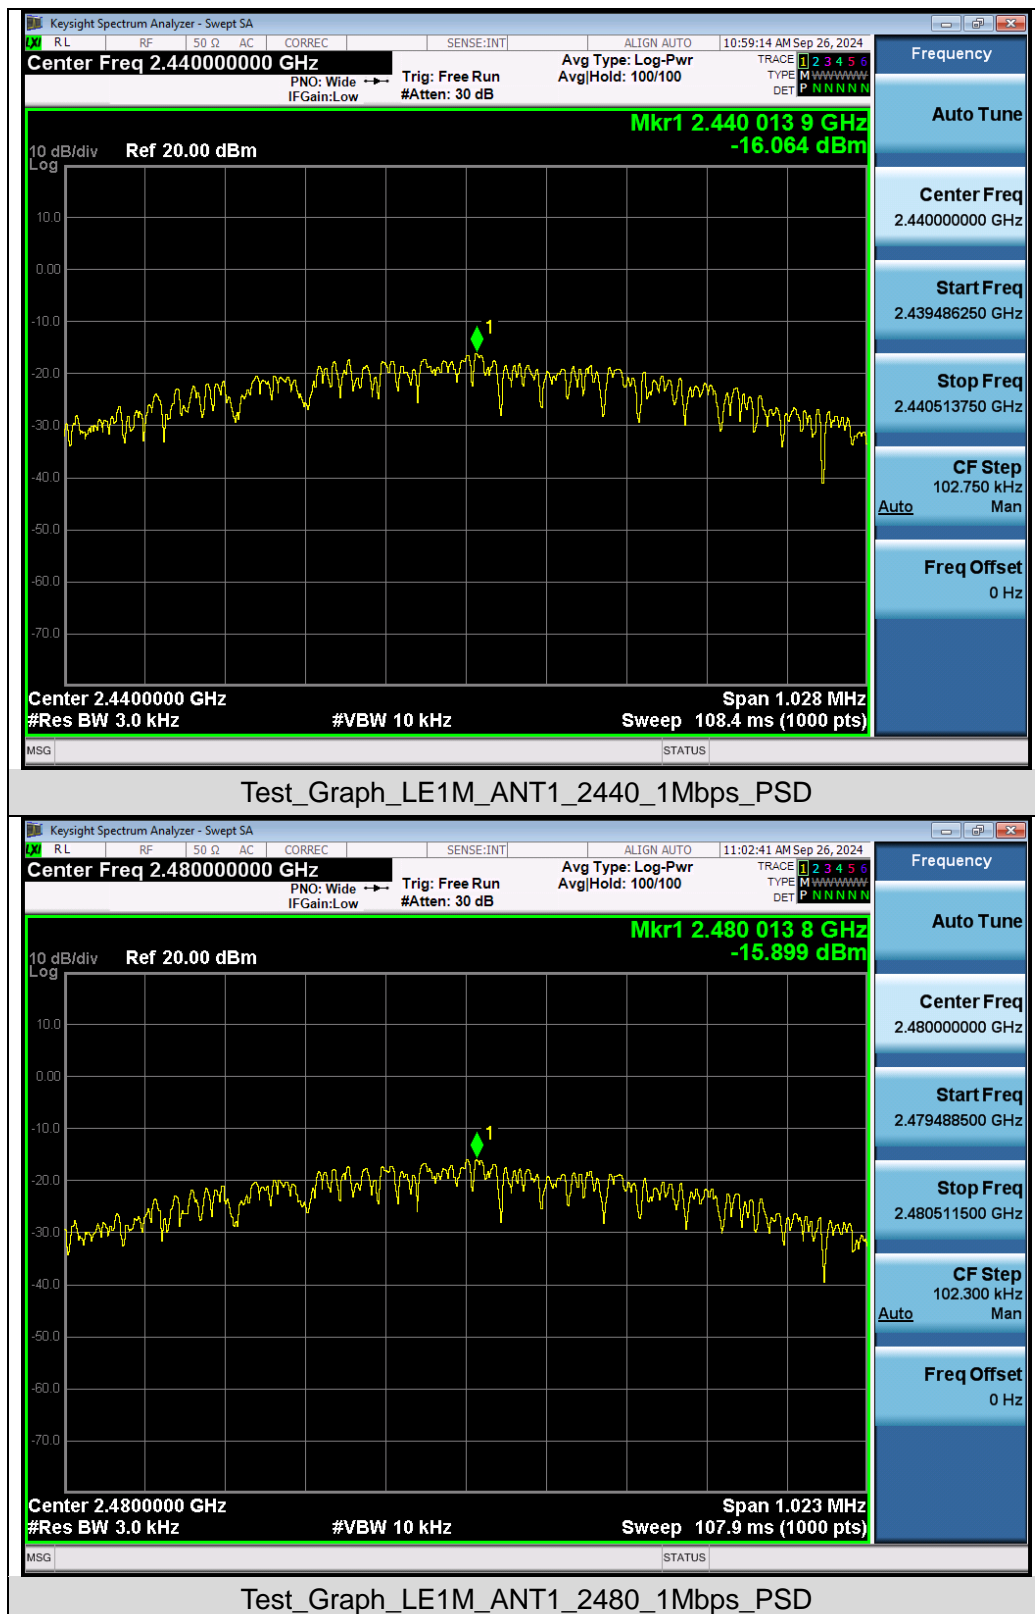 Keysight Spectrum Analyzer - Swept SA
LXI RL RF 50 Ω AC CORREC SENSE:INT ALIGN AUTO 10:59:14 AM Sep 26, 2024
Center Freq 2.440000000 GHz
PNO: Wide
IFGain:Low
Trig: Free Run
#Atten: 30 dB
Avg Type: Log-Pwr
Avg|Hold: 100/100
TRACE 1 2 3 4 5 6
TYPE M WWWWW
DET P N N N N N
Mkr1 2.440 013 9 GHz
-16.064 dBm
10 dB/div Ref 20.00 dBm
Log
10.0
0.00
-10.0
-20.0
-30.0
-40.0
-50.0
-60.0
-70.0
1
Center 2.4400000 GHz Span 1.028 MHz
#Res BW 3.0 kHz #VBW 10 kHz Sweep 108.4 ms (1000 pts)
MSG STATUS
Frequency
Auto Tune
Center Freq
2.440000000 GHz
Start Freq
2.439486250 GHz
Stop Freq
2.440513750 GHz
CF Step
102.750 kHz
Auto Man
Freq Offset
0 Hz
Test_Graph_LE1M_ANT1_2440_1Mbps_PSD
Keysight Spectrum Analyzer - Swept SA
LXI RL RF 50 Ω AC CORREC SENSE:INT ALIGN AUTO 11:02:41 AM Sep 26, 2024
Center Freq 2.480000000 GHz
PNO: Wide
IFGain:Low
Trig: Free Run
#Atten: 30 dB
Avg Type: Log-Pwr
Avg|Hold: 100/100
TRACE 1 2 3 4 5 6
TYPE M WWWWW
DET P N N N N N
Mkr1 2.480 013 8 GHz
-15.899 dBm
10 dB/div Ref 20.00 dBm
Log
10.0
0.00
-10.0
-20.0
-30.0
-40.0
-50.0
-60.0
-70.0
1
Center 2.4800000 GHz Span 1.023 MHz
#Res BW 3.0 kHz #VBW 10 kHz Sweep 107.9 ms (1000 pts)
MSG STATUS
Frequency
Auto Tune
Center Freq
2.480000000 GHz
Start Freq
2.479488500 GHz
Stop Freq
2.480511500 GHz
CF Step
102.300 kHz
Auto Man
Freq Offset
0 Hz
Test_Graph_LE1M_ANT1_2480_1Mbps_PSD